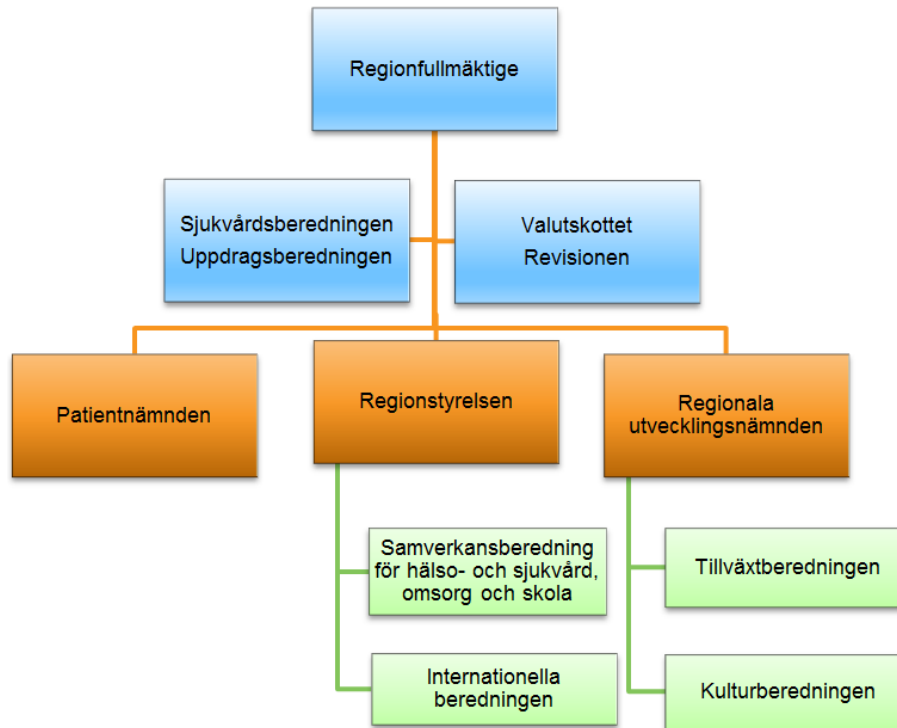 Regionfullmäktige
Sjukvårdsberedningen
Uppdragsberedningen
Valutskottet
Revisionen
Patientnämnden
Regionstyrelsen
Regionala
utvecklingsnämnden
Samverkansberedning
för hälso- och sjukvård,
omsorg och skola
Tillväxtberedningen
Internationella
beredningen
Kulturberedningen